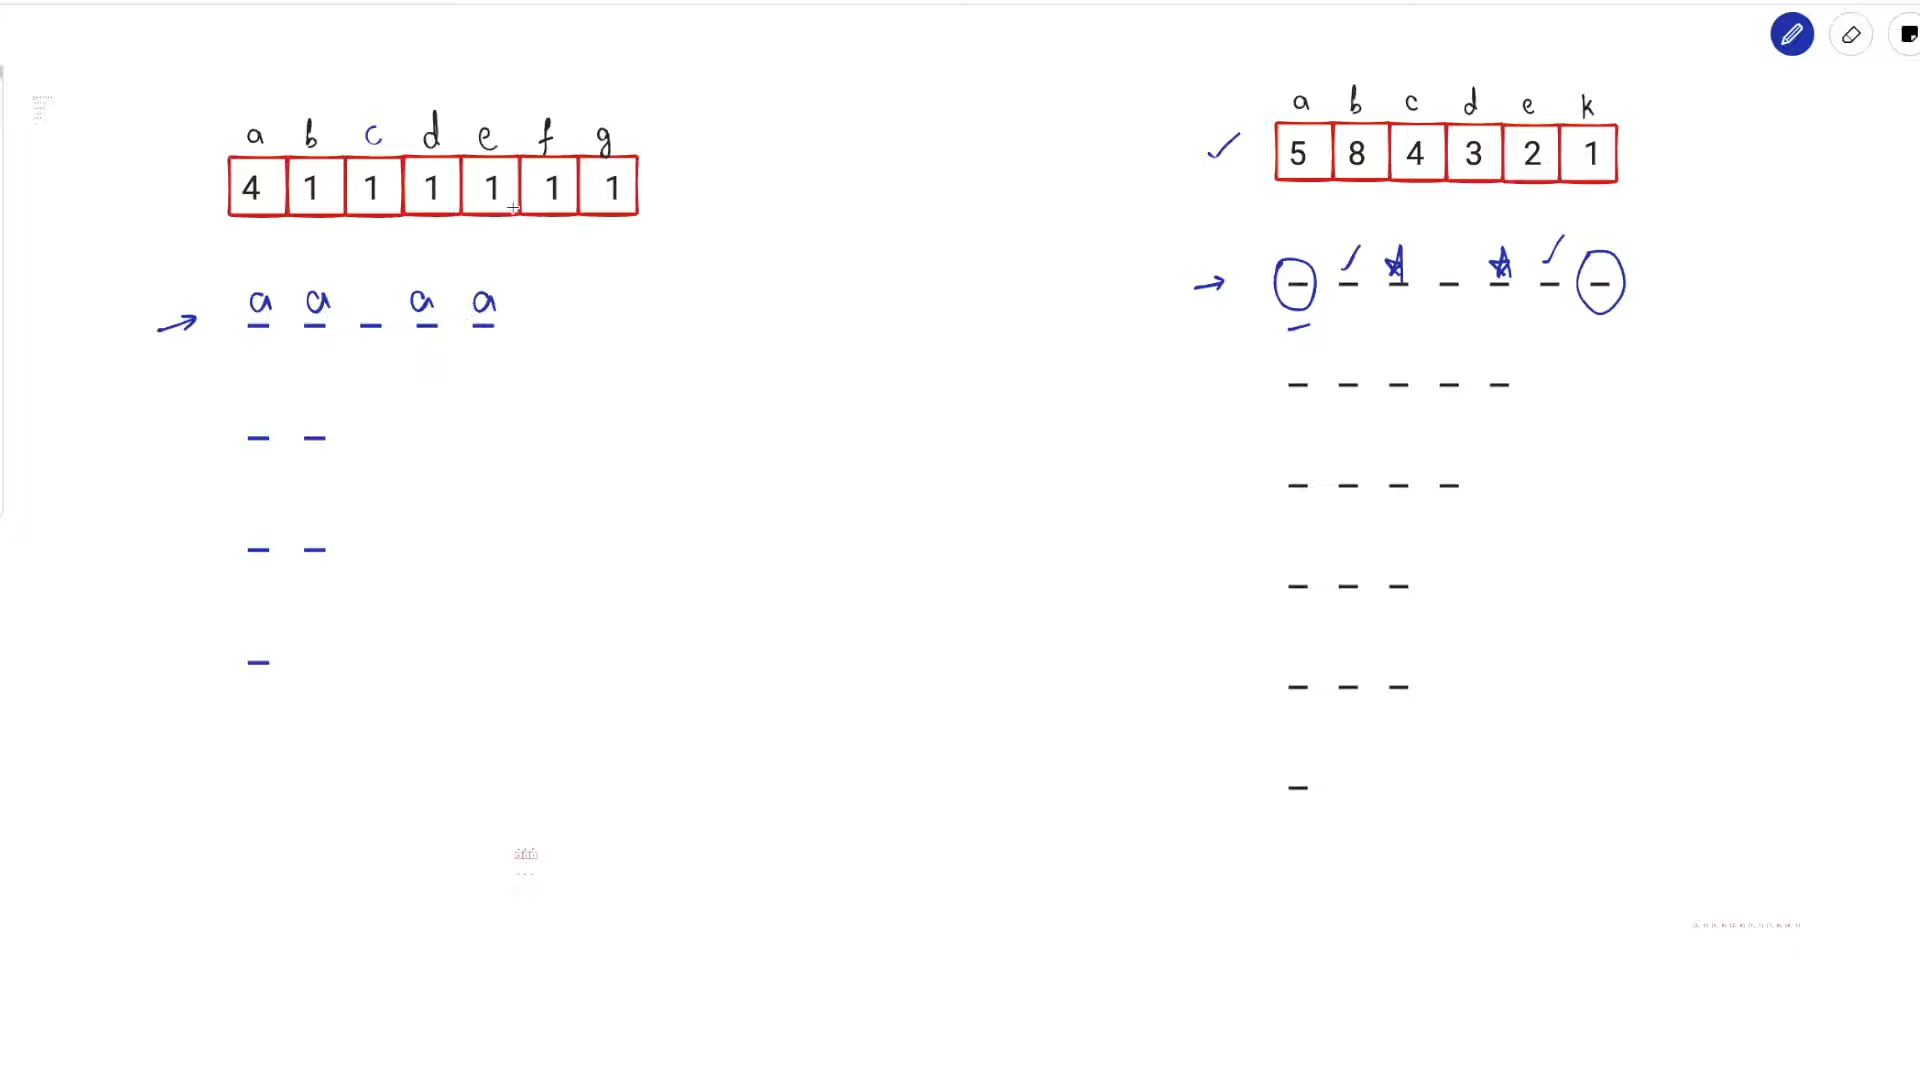 a b c d e f g
4 1 1 1 1 1 1
a a _ a a
_ _
_ _
_
a b c d e k
5 8 4 3 2 1
_ _ _ _ _ _ _
_ _ _ _ _
_ _ _ _
_ _ _
_ _ _
_